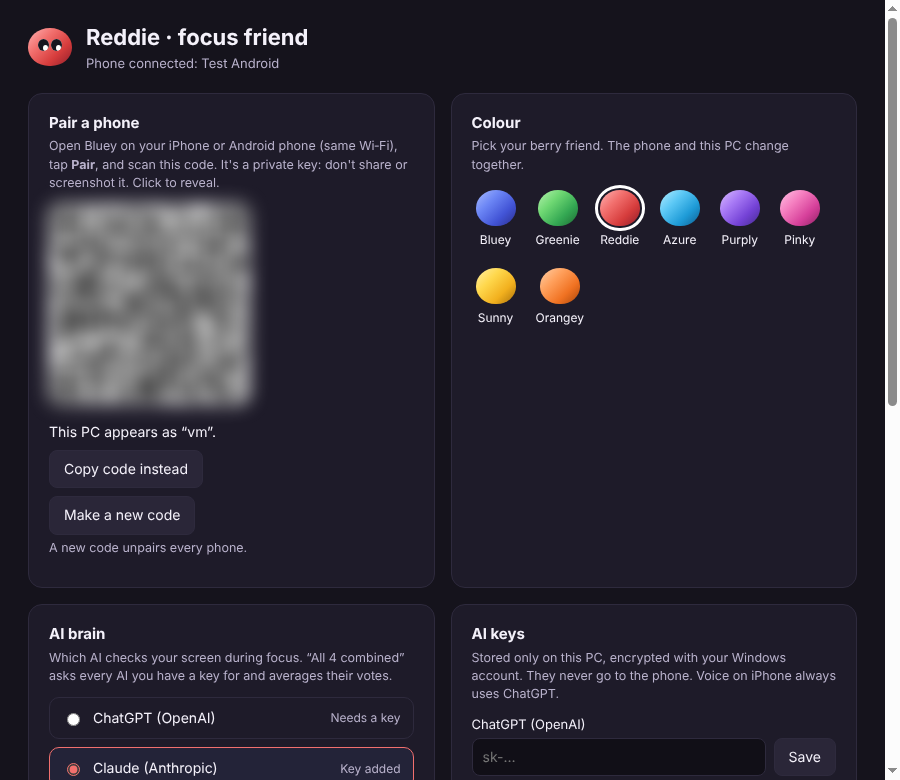 Reddie · focus friend
Phone connected: Test Android
Pair a phone
Open Bluey on your iPhone or Android phone (same Wi-Fi),
tap Pair, and scan this code. It's a private key: don't share or
screenshot it. Click to reveal.
This PC appears as “vm”.
Copy code instead
Make a new code
A new code unpairs every phone.
Colour
Pick your berry friend. The phone and this PC change
together.
Bluey Greenie Reddie Azure Purply Pinky
Sunny Orangey
AI brain
Which AI checks your screen during focus. “All 4 combined”
asks every AI you have a key for and averages their votes.
ChatGPT (OpenAI) Needs a key
Claude (Anthropic) Key added
AI keys
Stored only on this PC, encrypted with your Windows
account. They never go to the phone. Voice on iPhone always
uses ChatGPT.
ChatGPT (OpenAI)
sk-... Save